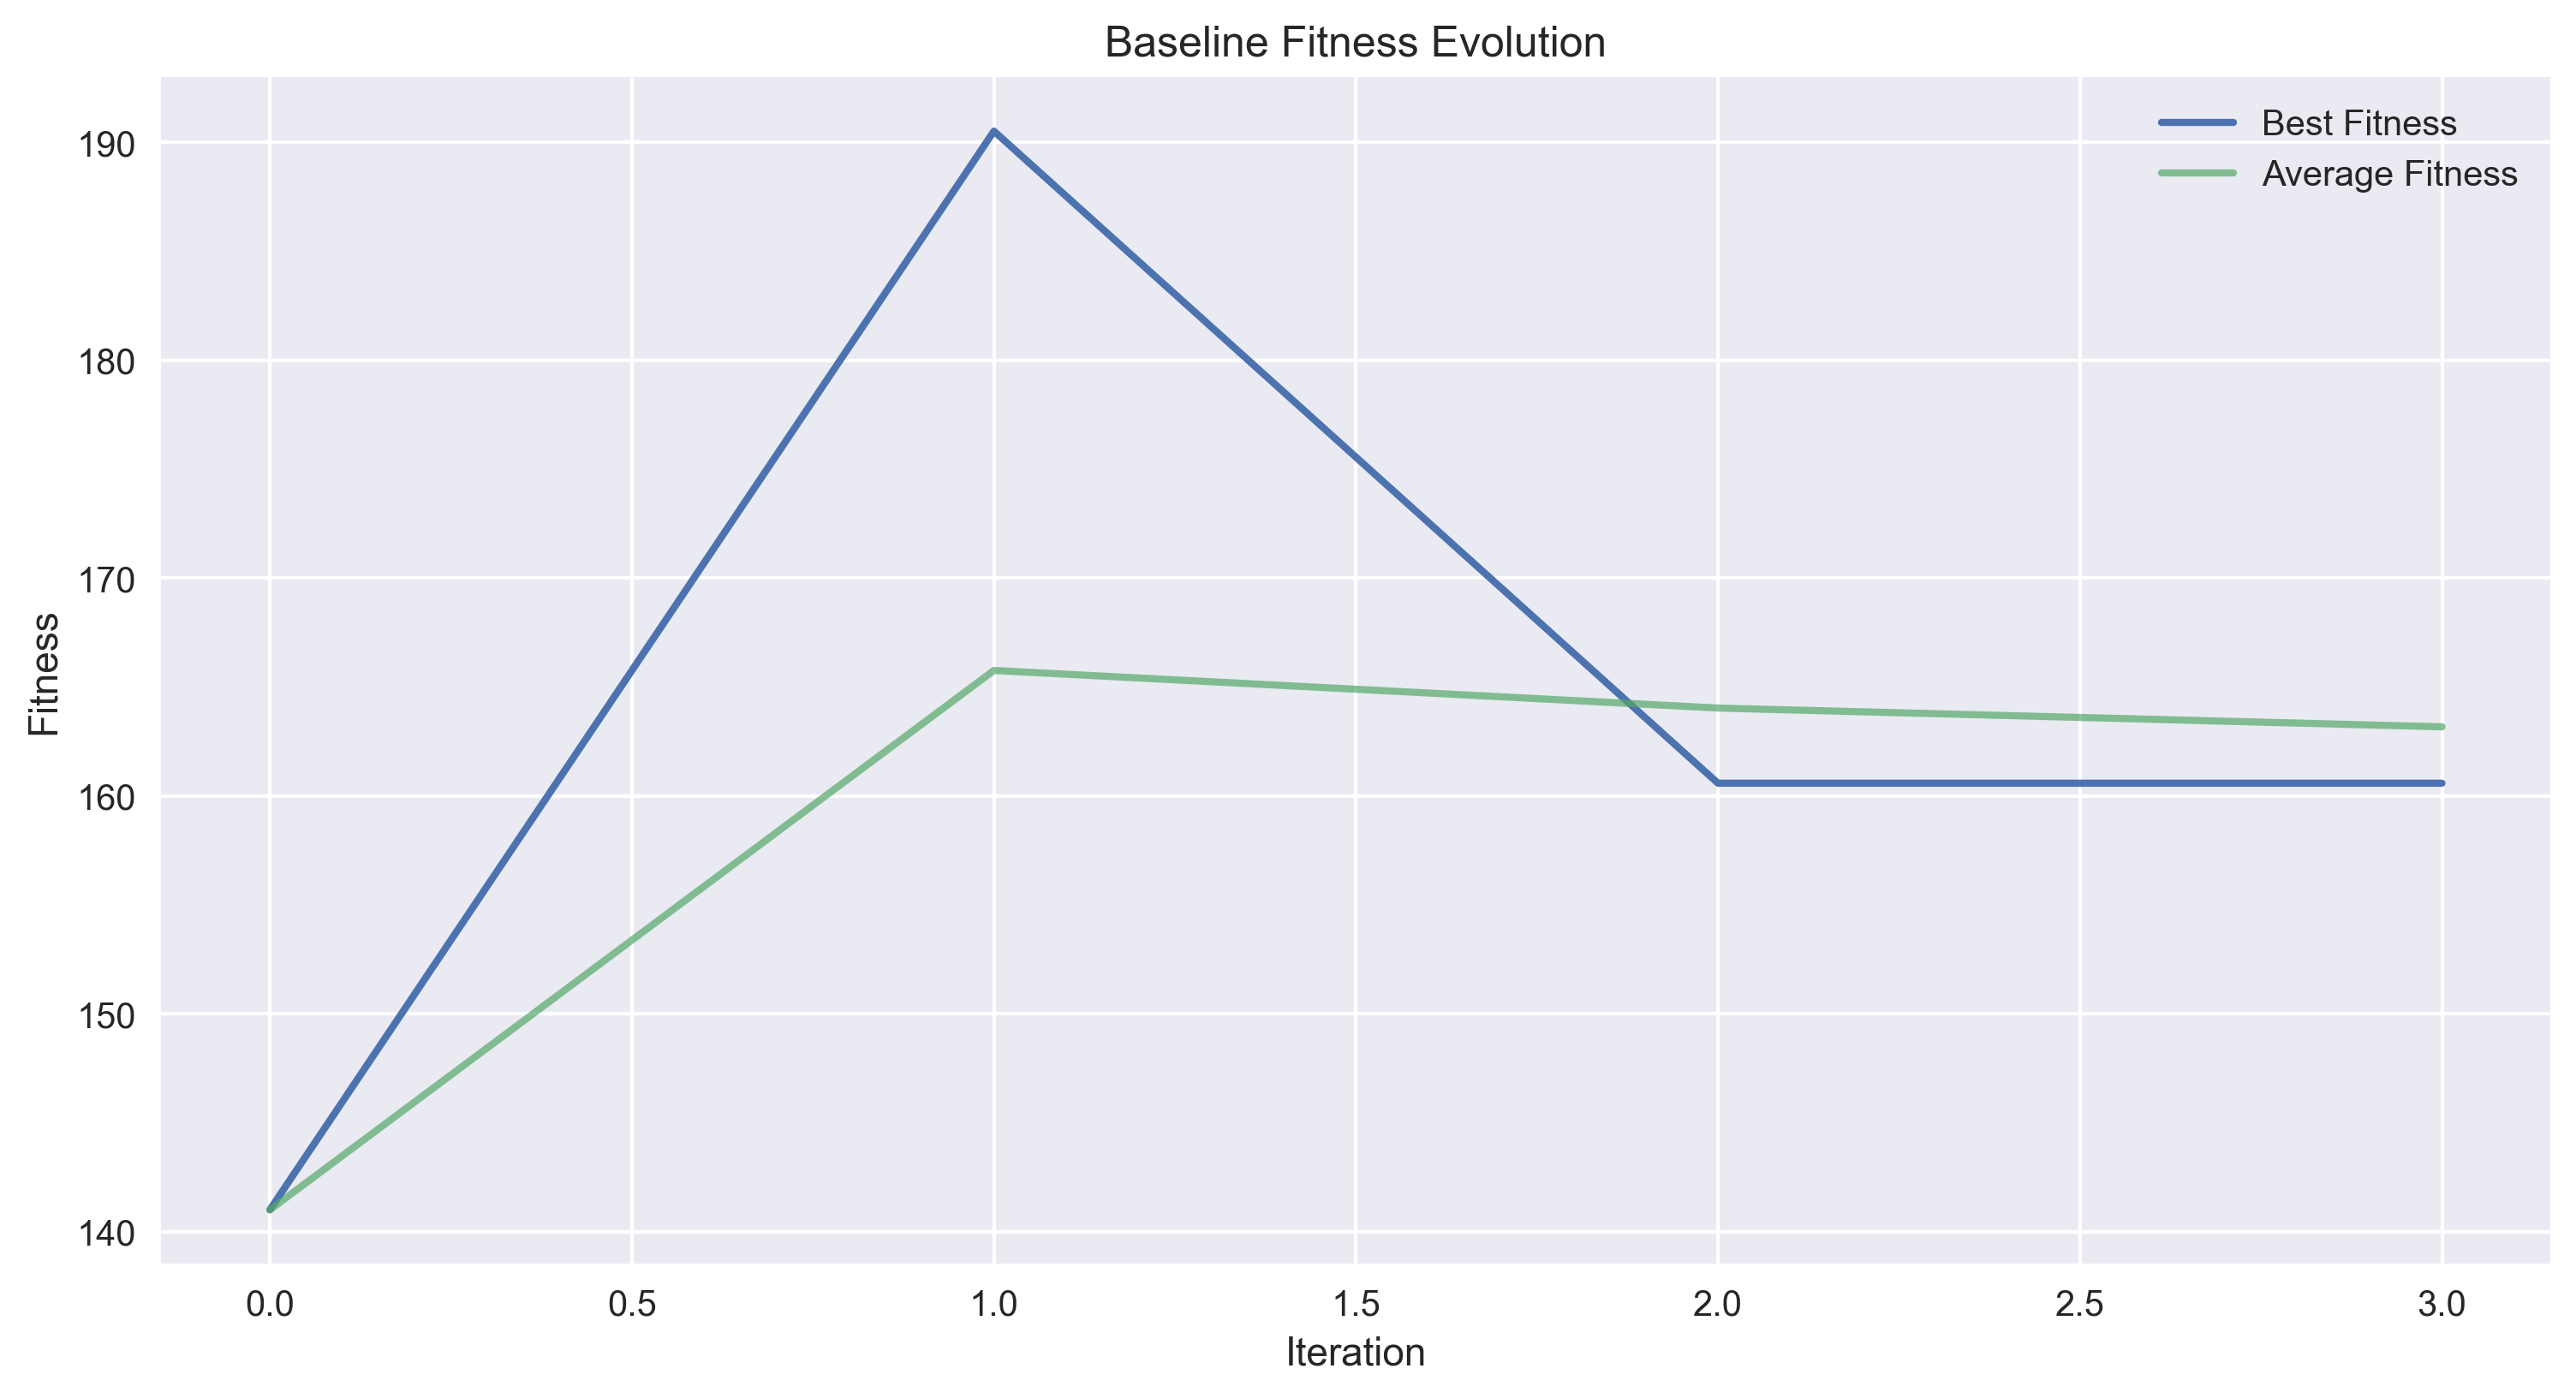 Baseline Fitness Evolution
Best Fitness
Average Fitness
190
180
170
160
150
140
Fitness
0.0 0.5 1.0 1.5 2.0 2.5 3.0
Iteration